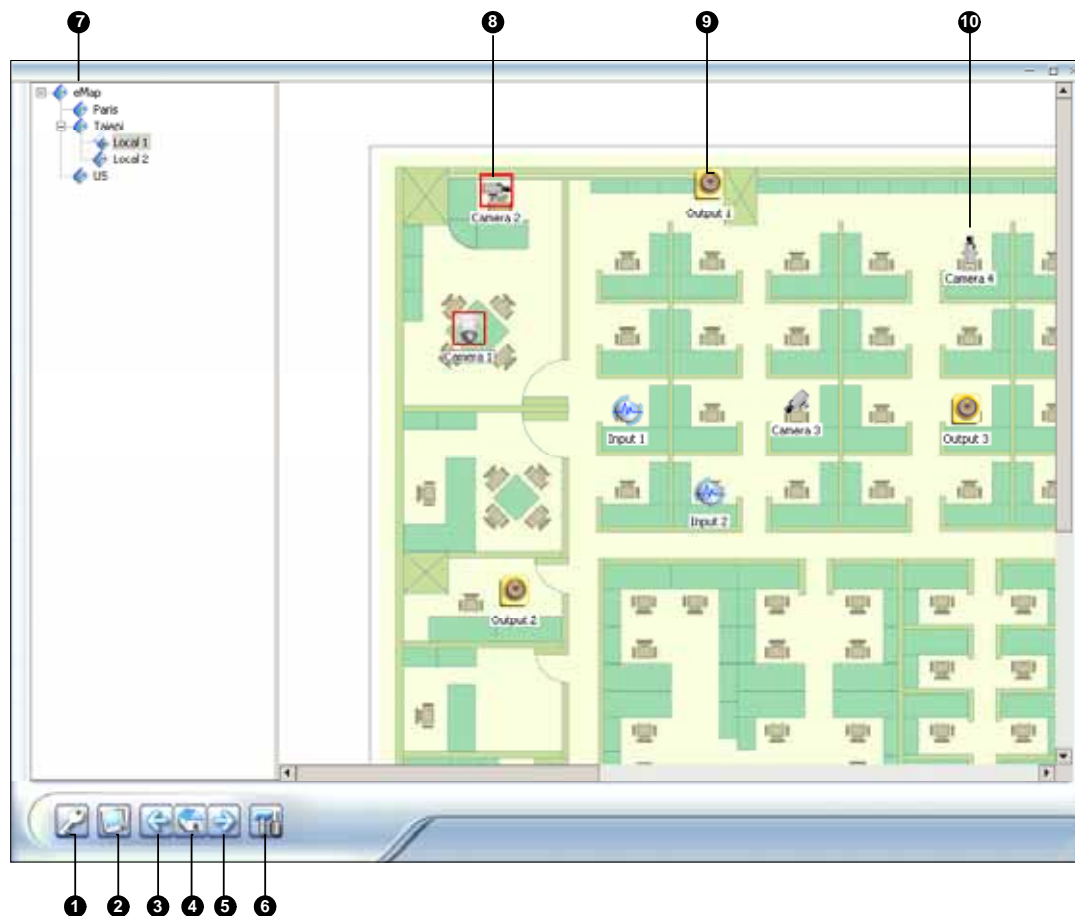 7
8
9
10
eMap
Paris
Taiepi
Local 1
Local 2
US
Camera 2
Output 1
Camera 4
Camera 1
Input 1
Camera 3
Output 3
Input 2
Output 2
1
2
3
4
5
6